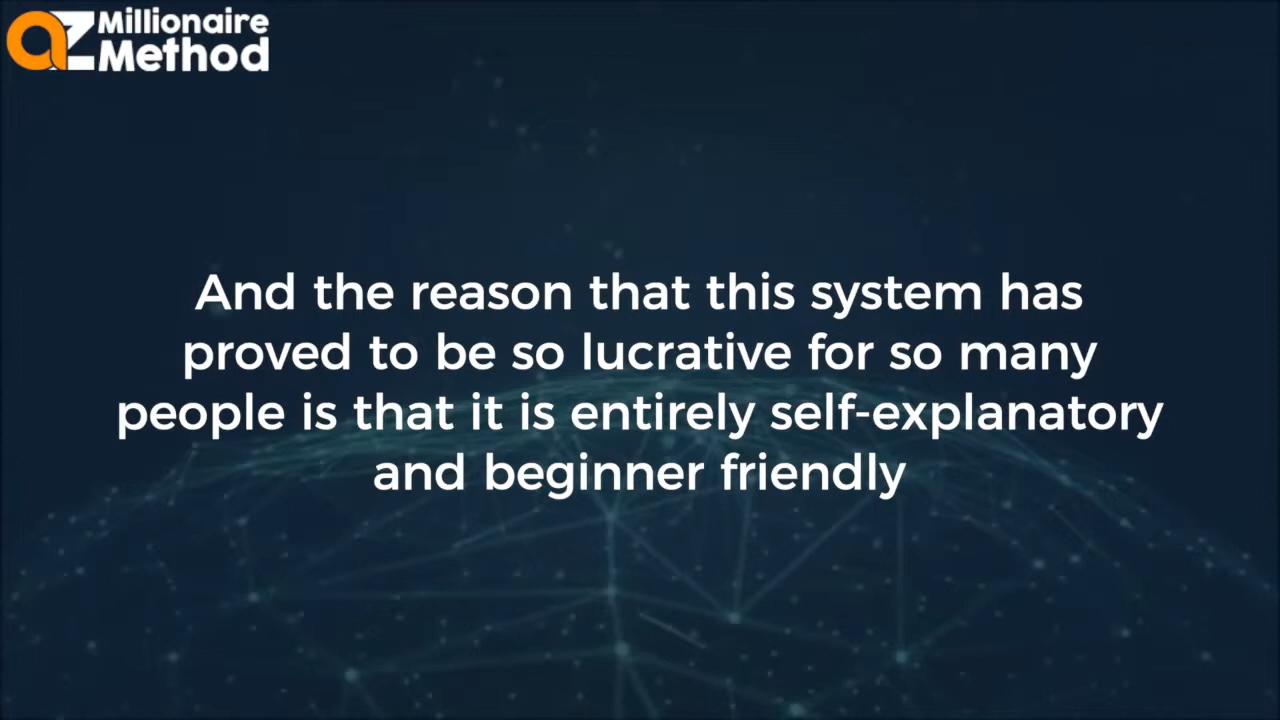 az Millionaire
Method
And the reason that this system has
proved to be so lucrative for so many
people is that it is entirely self-explanatory
and beginner friendly